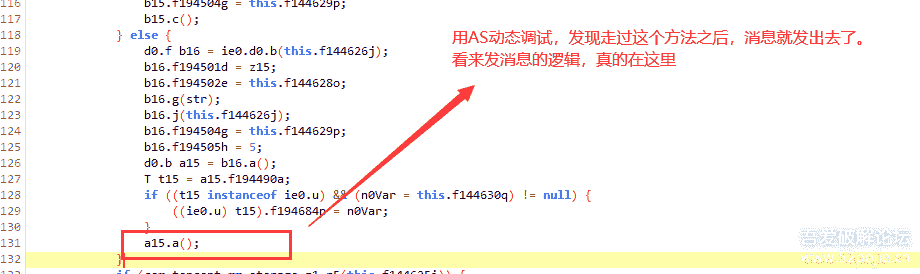 116
b15.f194504g = this.f144629p;
117
b15.c();
118
} else {
119
d0.f b16 = ie0.d0.b(this.f144626j);
120
b16.f194501d = z15;
121
b16.f194502e = this.f144628o;
122
b16.g(str);
123
b16.j(this.f144626j);
124
b16.f194504g = this.f144629p;
125
b16.f194505h = 5;
126
d0.b a15 = b16.a();
127
T t15 = a15.f194490a;
128
if ((t15 instanceof ie0.u) && (n0Var = this.f144630q) != null) {
129
((ie0.u) t15).f194684p = n0Var;
130
}
131
a15.a();
132
}
用AS动态调试，发现走过这个方法之后，消息就发出去了。
看来发消息的逻辑，真的在这里
吾爱破解论坛